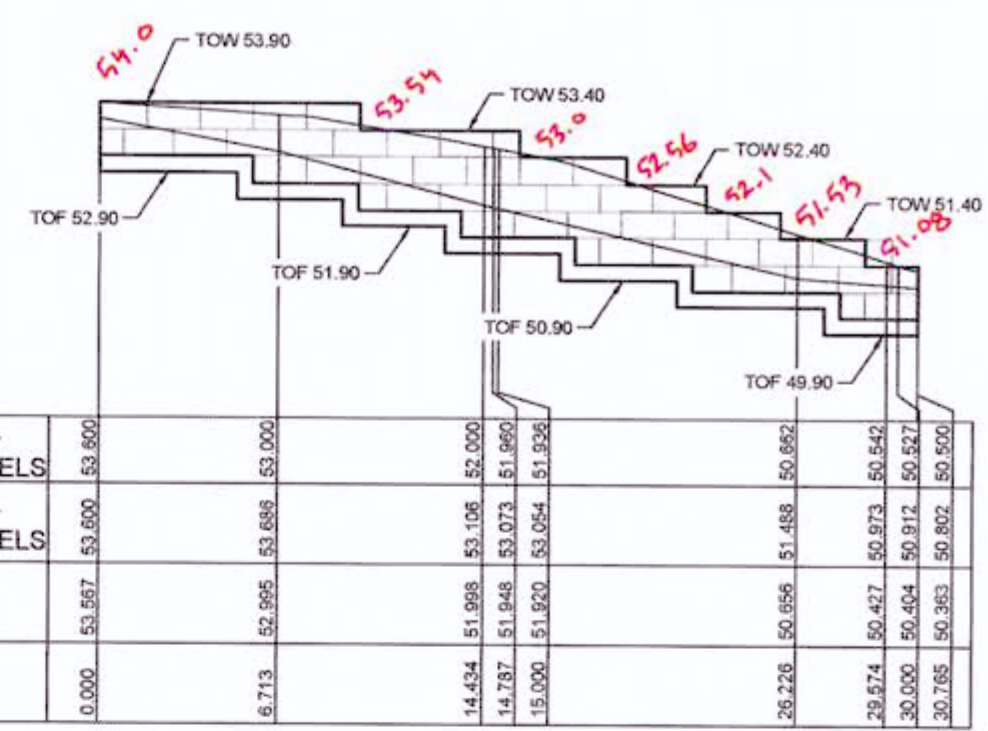 54.0
TOW 53.90
53.54
TOW 53.40
53.0
52.56
TOW 52.40
52.1
51.53
TOW 51.40
51.08
TOF 52.90
TOF 51.90
TOF 50.90
TOF 49.90
ELS 53.600 53.000 52.000 51.960 51.936 50.662 50.542 50.527 50.500
ELS 53.600 53.686 53.106 53.073 53.054 51.488 50.973 50.912 50.802
53.567 52.995 51.998 51.948 51.920 50.656 50.427 50.404 50.363
0.000 6.713 14.434 14.787 15.000 26.226 29.574 30.000 30.765